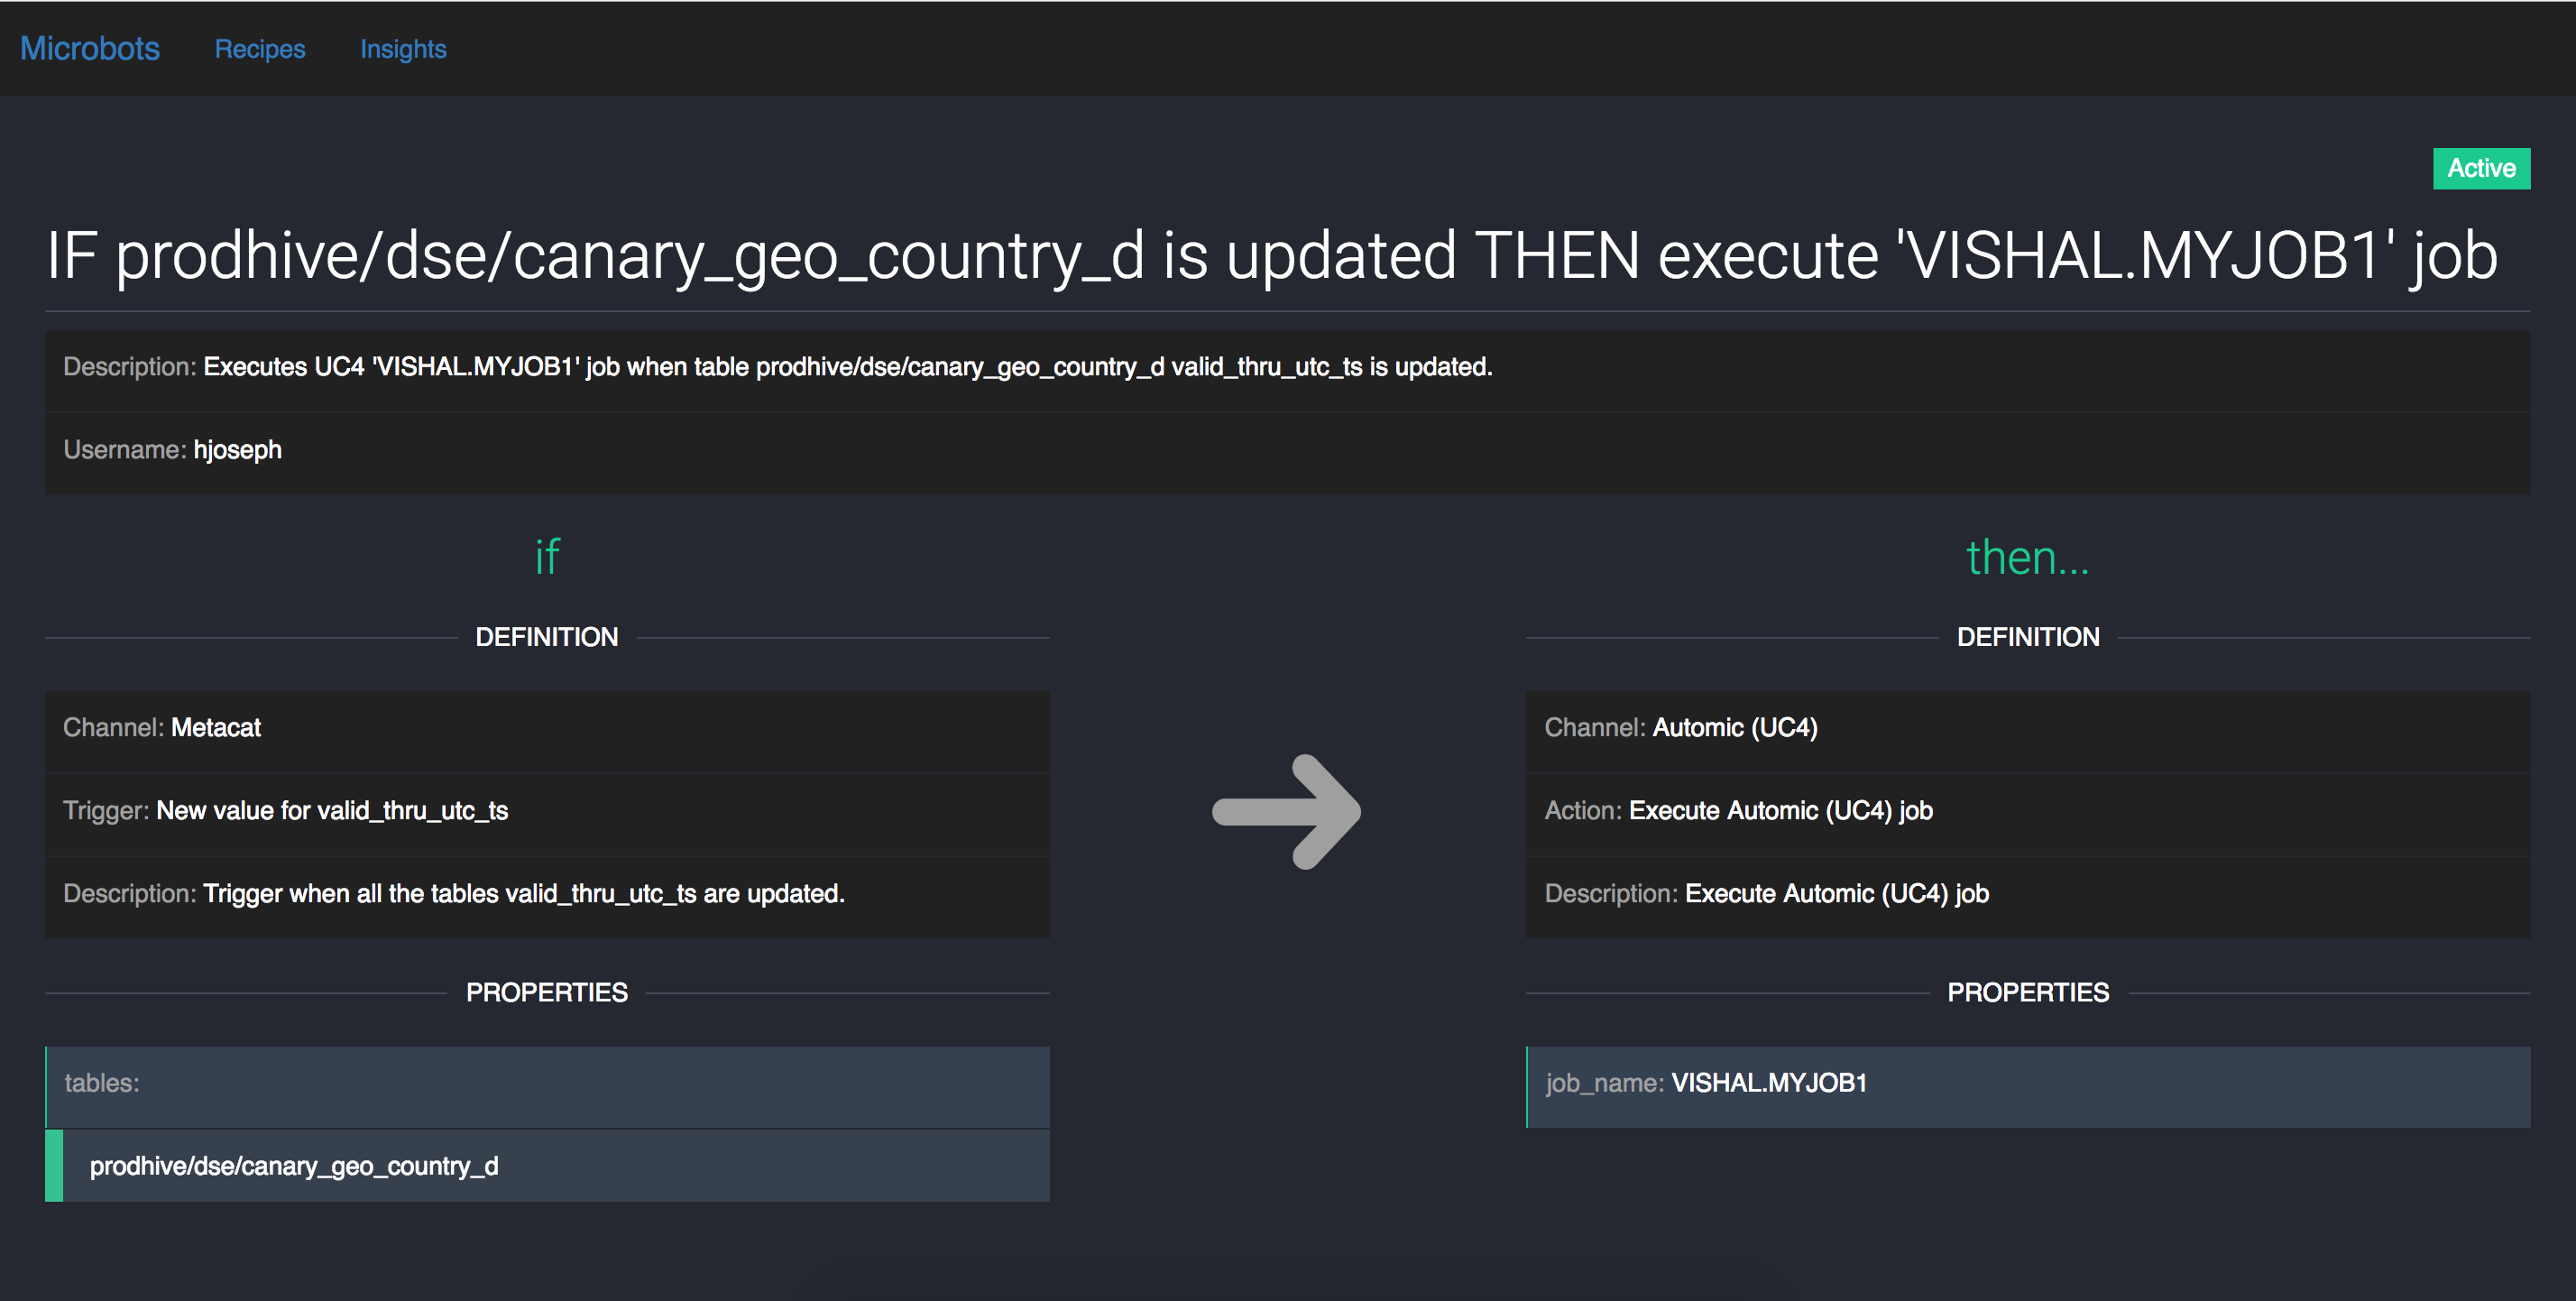 Microbots Recipes Insights
Active
IF prodhive/dse/canary_geo_country_d is updated THEN execute 'VISHAL.MYJOB1' job
Description: Executes UC4 'VISHAL.MYJOB1' job when table prodhive/dse/canary_geo_country_d valid_thru_utc_ts is updated.
Username: hjoseph
if
DEFINITION
Channel: Metacat
Trigger: New value for valid_thru_utc_ts
Description: Trigger when all the tables valid_thru_utc_ts are updated.
PROPERTIES
tables:
prodhive/dse/canary_geo_country_d
then...
DEFINITION
Channel: Automic (UC4)
Action: Execute Automic (UC4) job
Description: Execute Automic (UC4) job
PROPERTIES
job_name: VISHAL.MYJOB1